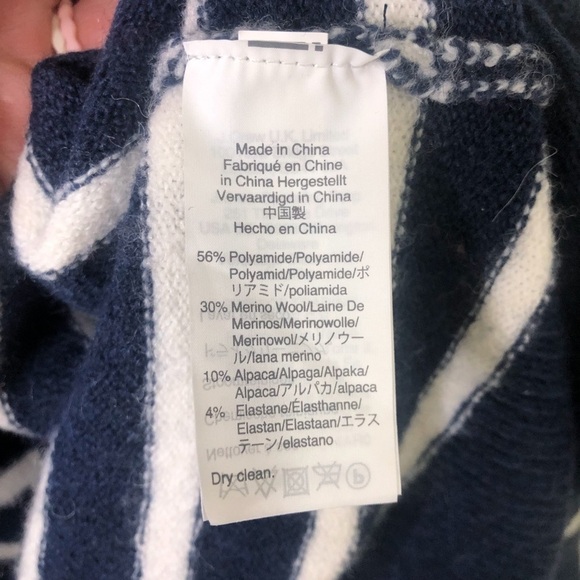 Made in China
Fabriqué en Chine
in China Hergestellt
Vervaardigd in China
中国製
Hecho en China
56% Polyamide/Polyamide/
Polyamid/Polyamide/ポ
リアミド/poliamida
30% Merino Wool/Laine De
Merinos/Merinowolle/
Merinowol/メリノウー
ル/lana merino
10% Alpaca/Alpaga/Alpaka/
Alpaca/アルパカ/alpaca
4% Elastane/Élasthanne/
Elastan/Elastaan/エラス
テーン/elastano
Dry clean.